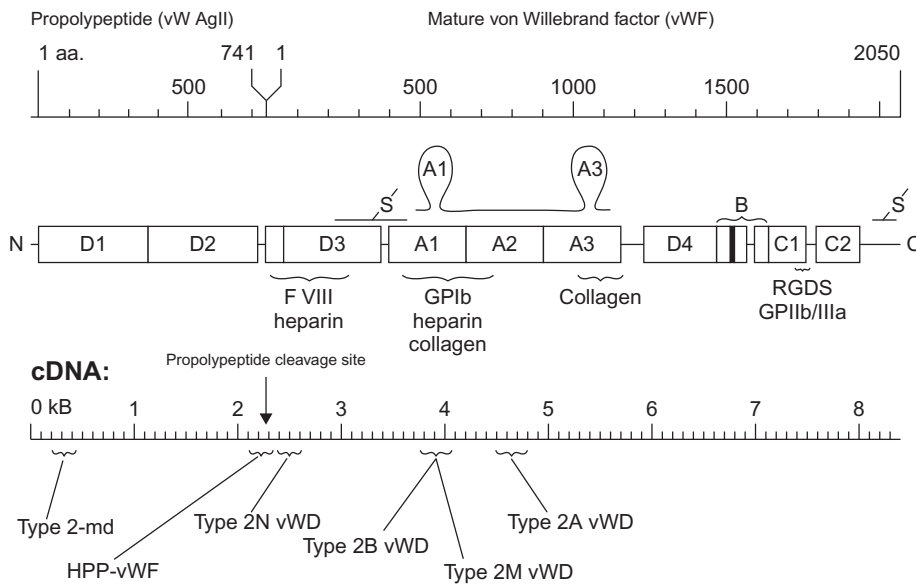 Propolypeptide (vW AgII)
Mature von Willebrand factor (vWF)
1 aa.
741
1
2050
500
500
1000
1500
A1
A3
S
B
S
N
D1
D2
D3
A1
A2
A3
D4
C1
C2
C
F VIII
heparin
GPIb
heparin
collagen
Collagen
RGDS
GPIIb/IIIa
Propolypeptide cleavage site
cDNA:
0 kB
1
2
3
4
5
6
7
8
Type 2-md
Type 2N vWD
Type 2A vWD
Type 2B vWD
HPP-vWF
Type 2M vWD